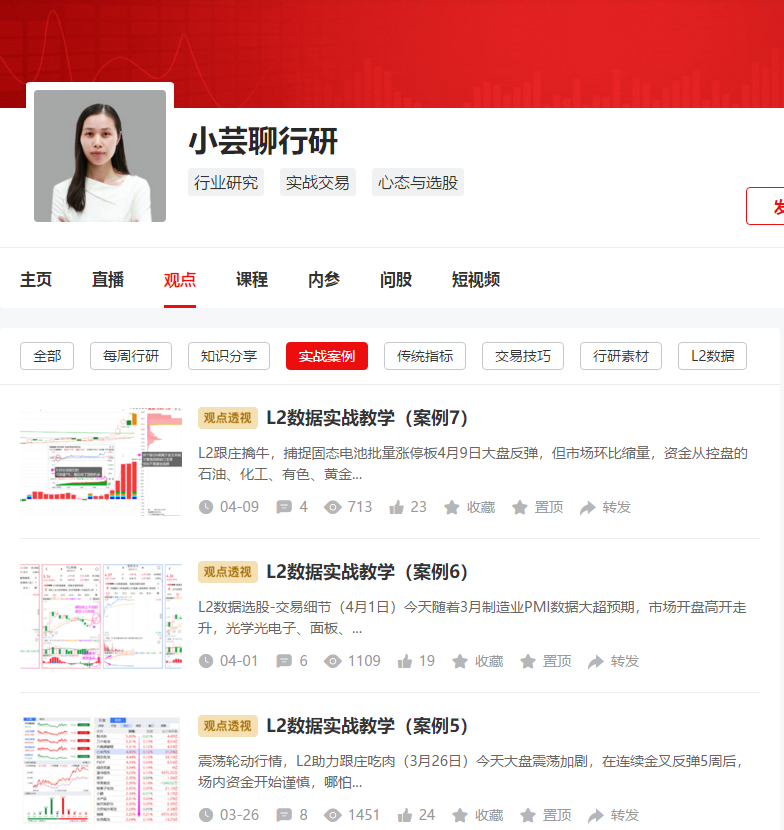 小芸聊行研
行业研究 实战交易 心态与选股
主页 直播 观点 课程 内参 问股 短视频
全部 每周行研 知识分享 实战案例 传统指标 交易技巧 行研素材 L2数据
观点透视 L2数据实战教学（案例7）
L2跟庄擒牛，捕捉固态电池批量涨停板4月9日大盘反弹，但市场环比缩量，资金从控盘的
石油、化工、有色、黄金...
04-09 4 713 23 收藏 置顶 转发
观点透视 L2数据实战教学（案例6）
L2数据选股-交易细节（4月1日）今天随着3月制造业PMI数据大超预期，市场开盘高开走
升，光学光电子、面板、...
04-01 6 1109 19 收藏 置顶 转发
观点透视 L2数据实战教学（案例5）
震荡轮动行情，L2助力跟庄吃肉（3月26日）今天大盘震荡加剧，在连续金叉反弹5周后，
场内资金开始谨慎，哪怕...
03-26 8 1451 24 收藏 置顶 转发